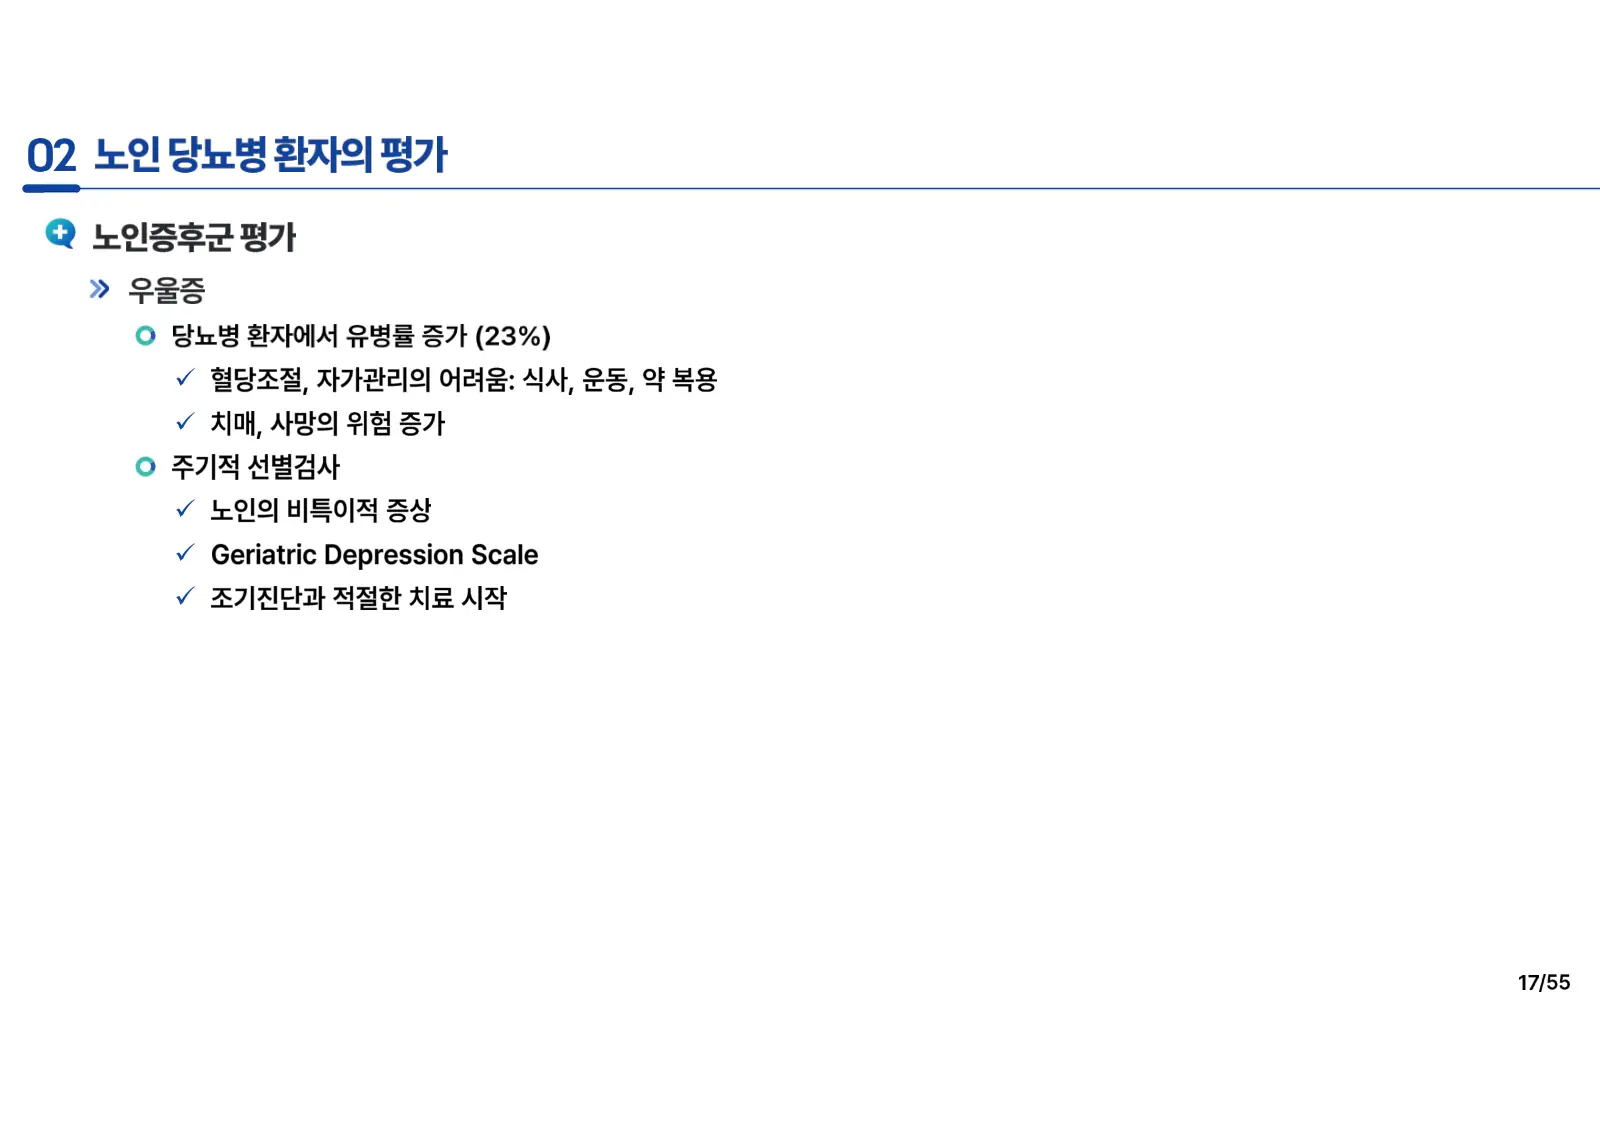 02 노인 당뇨병 환자의 평가
노인증후군 평가
우울증
당뇨병 환자에서 유병률 증가 (23%)
혈당조절, 자가관리의 어려움: 식사, 운동, 약 복용
치매, 사망의 위험 증가
주기적 선별검사
노인의 비특이적 증상
Geriatric Depression Scale
조기진단과 적절한 치료 시작
17/55